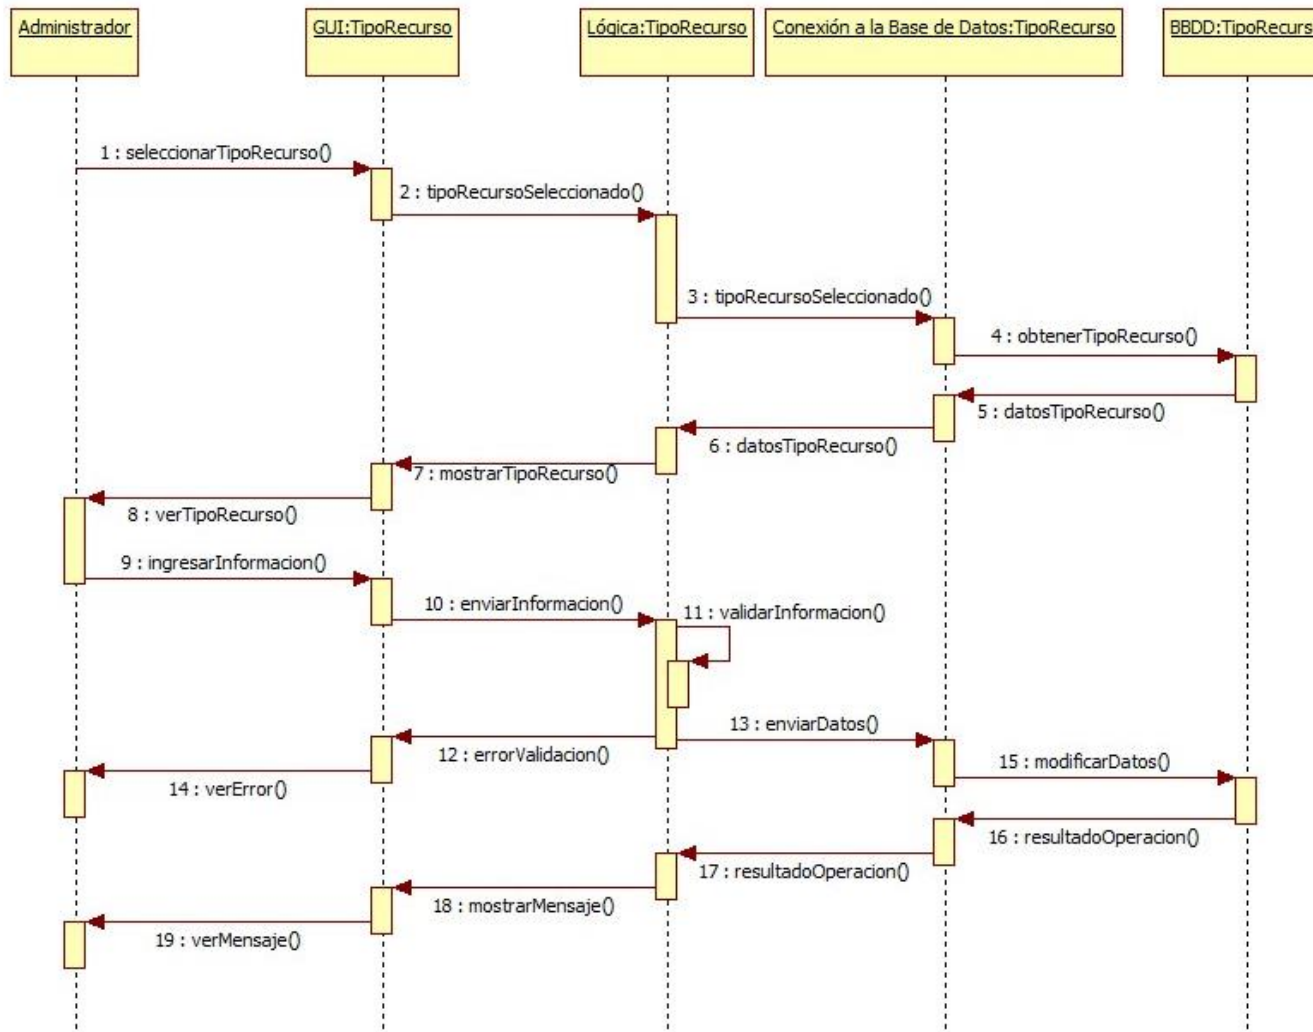 Administrador
GUI:TipoRecurso
Lógica:TipoRecurso
Conexión a la Base de Datos:TipoRecurso
BBDD:TipoRecurs
1 : seleccionarTipoRecurso()
2 : tipoRecursoSeleccionado()
3 : tipoRecursoSeleccionado()
4 : obtenerTipoRecurso()
5 : datosTipoRecurso()
6 : datosTipoRecurso()
7 : mostrarTipoRecurso()
8 : verTipoRecurso()
9 : ingresarInformacion()
10 : enviarInformacion()
11 : validarInformacion()
12 : errorValidacion()
13 : enviarDatos()
14 : verError()
15 : modificarDatos()
16 : resultadoOperacion()
17 : resultadoOperacion()
18 : mostrarMensaje()
19 : verMensaje()